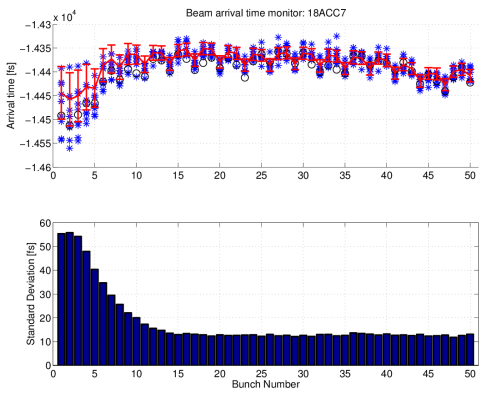 Beam arrival time monitor: 18ACC7
x 10⁴
Arrival time [fs]
−1.43
−1.435
−1.44
−1.445
−1.45
−1.455
−1.46
0 5 10 15 20 25 30 35 40 45 50
Standard Deviation [fs]
60
50
40
30
20
10
0
0 5 10 15 20 25 30 35 40 45 50
Bunch Number